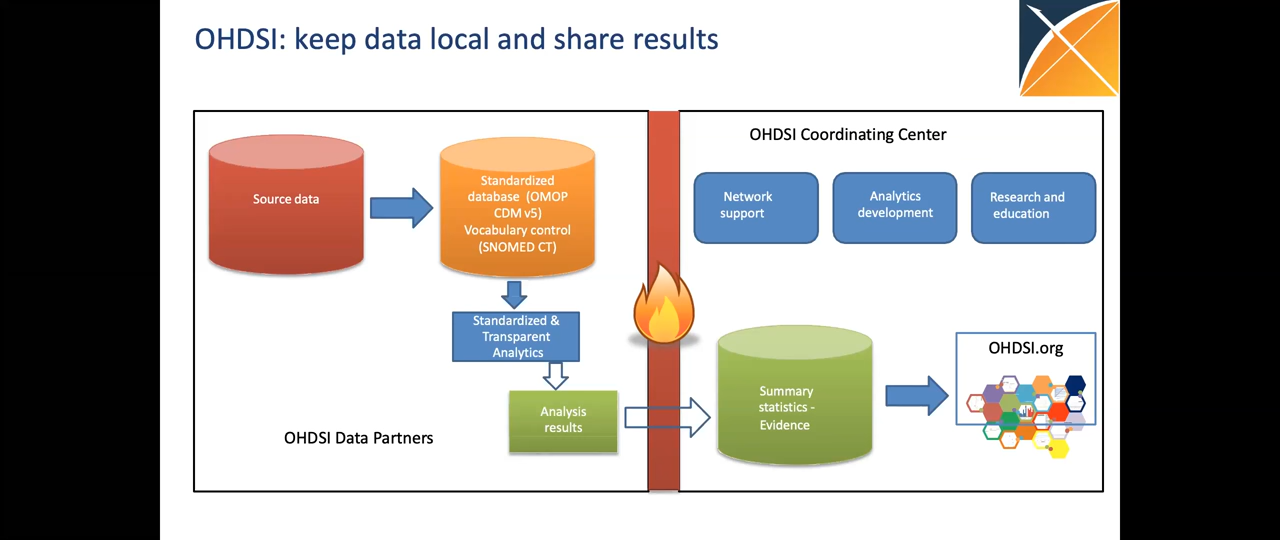 OHDSI: keep data local and share results
Source data
Standardized
database (OMOP
CDM v5)
Vocabulary control
(SNOMED CT)
Standardized &
Transparent
Analytics
Analysis
results
OHDSI Data Partners
OHDSI Coordinating Center
Network
support
Analytics
development
Research and
education
Summary
statistics -
Evidence
OHDSI.org